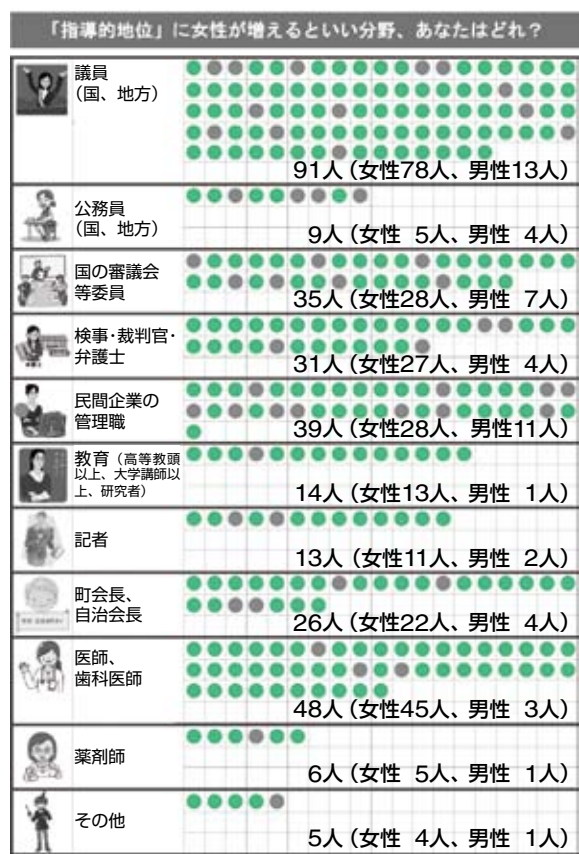 「指導的地位」に女性が増えるといい分野、あなたはどれ？
議員
（国、地方）
91人（女性78人、男性13人）
公務員
（国、地方）
9人（女性 5人、男性 4人）
国の審議会
等委員
35人（女性28人、男性 7人）
検事・裁判官・
弁護士
31人（女性27人、男性 4人）
民間企業の
管理職
39人（女性28人、男性11人）
教育（高等教頭
以上、大学講師以
上、研究者）
14人（女性13人、男性 1人）
記者
13人（女性11人、男性 2人）
町会長、
自治会長
26人（女性22人、男性 4人）
医師、
歯科医師
48人（女性45人、男性 3人）
薬剤師
6人（女性 5人、男性 1人）
その他
5人（女性 4人、男性 1人）